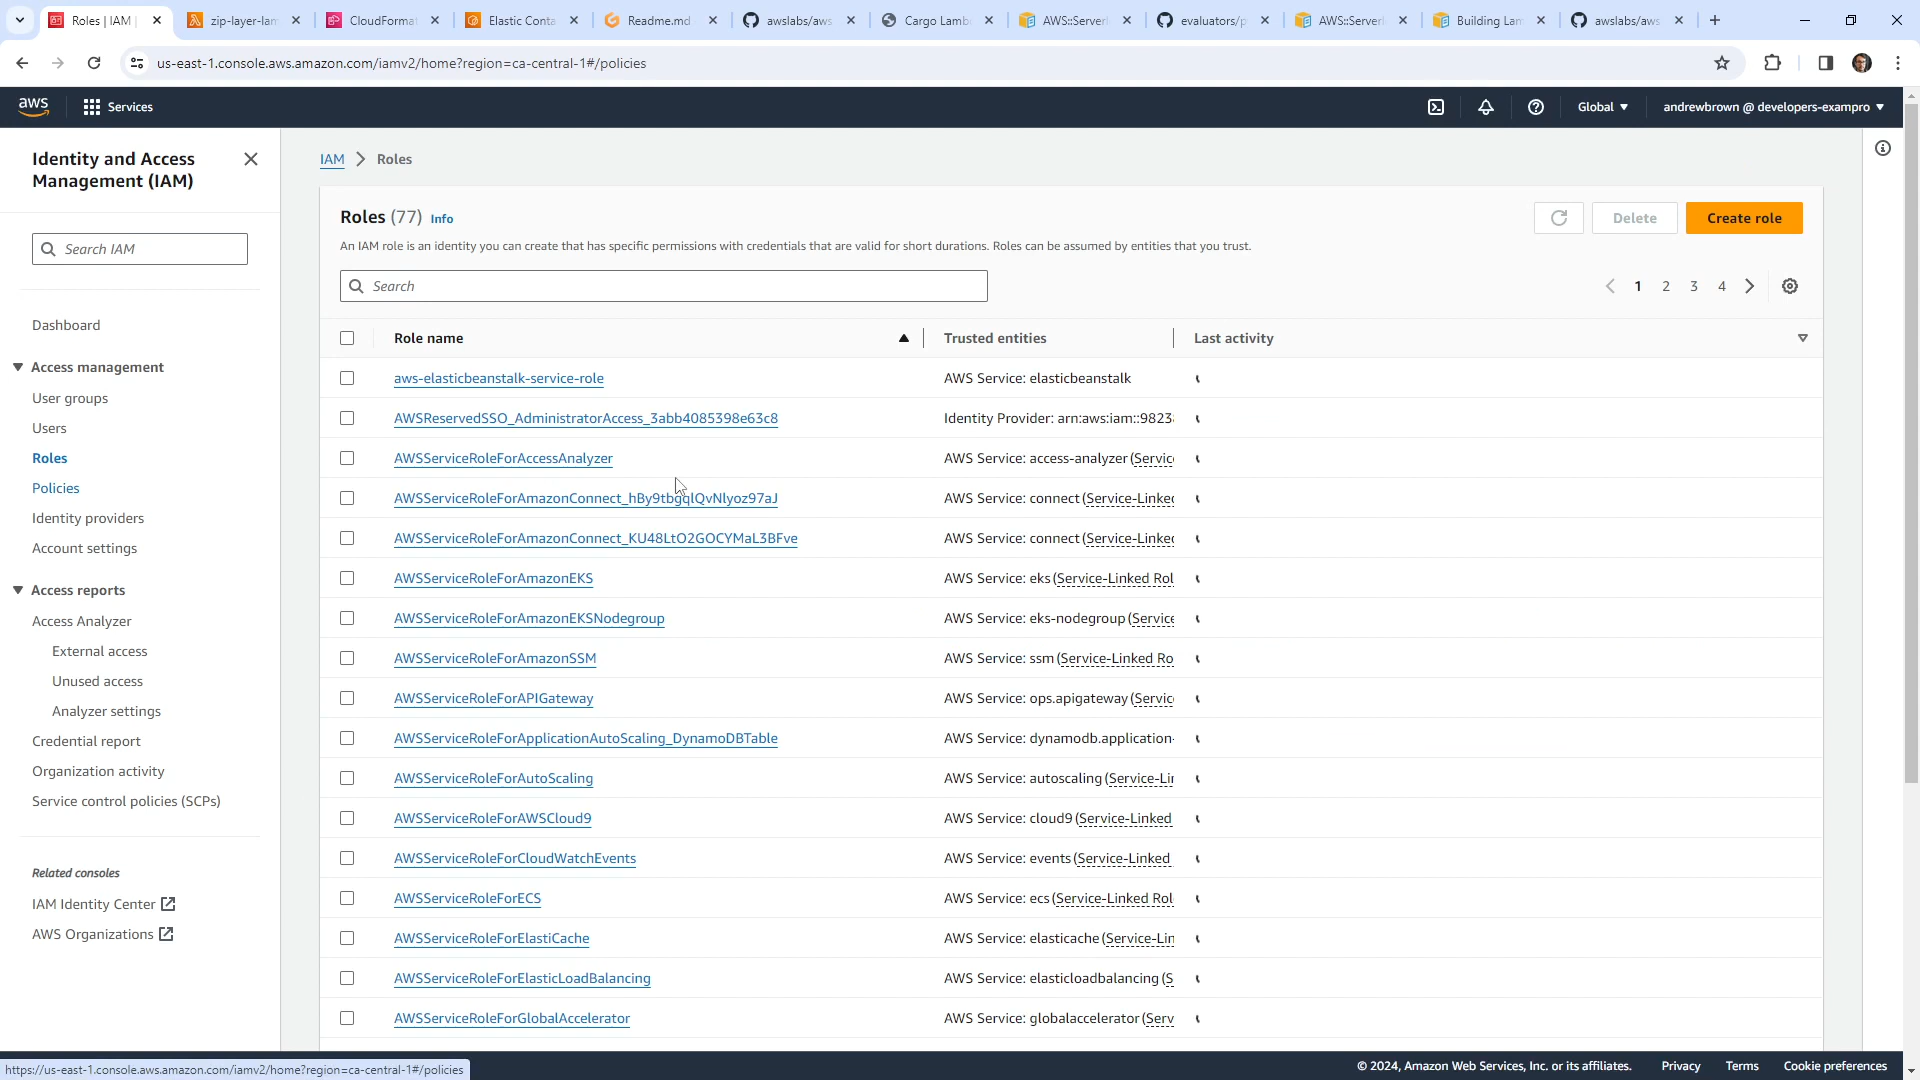 Roles | IAM |
zip-layer-lam
CloudFormat
Elastic Conta
Readme.md
awslabs/aws
Cargo Lambd
AWS::Serverl
evaluators/p
AWS::Serverl
Building Lam
awslabs/aws
us-east-1.console.aws.amazon.com/iamv2/home?region=ca-central-1#/policies
aws
Services
Global
andrewbrown @ developers-exampro
Identity and Access
Management (IAM)
Search IAM
Dashboard
Access management
User groups
Users
Roles
Policies
Identity providers
Account settings
Access reports
Access Analyzer
External access
Unused access
Analyzer settings
Credential report
Organization activity
Service control policies (SCPs)
Related consoles
IAM Identity Center
AWS Organizations
IAM > Roles
Roles (77) Info
Delete
Create role
An IAM role is an identity you can create that has specific permissions with credentials that are valid for short durations. Roles can be assumed by entities that you trust.
Search
1 2 3 4
Role name Trusted entities Last activity
aws-elasticbeanstalk-service-role AWS Service: elasticbeanstalk
AWSReservedSSO_AdministratorAccess_3abb4085398e63c8 Identity Provider: arn:aws:iam::9823
AWSServiceRoleForAccessAnalyzer AWS Service: access-analyzer (Servic
AWSServiceRoleForAmazonConnect_hBy9tbgqlQvNlyoz97aJ AWS Service: connect (Service-Linked
AWSServiceRoleForAmazonConnect_KU48LtO2GOCYMaL3BFve AWS Service: connect (Service-Linked
AWSServiceRoleForAmazonEKS AWS Service: eks (Service-Linked Rol
AWSServiceRoleForAmazonEKSNodegroup AWS Service: eks-nodegroup (Service
AWSServiceRoleForAmazonSSM AWS Service: ssm (Service-Linked Ro
AWSServiceRoleForAPIGateway AWS Service: ops.apigateway (Servic
AWSServiceRoleForApplicationAutoScaling_DynamoDBTable AWS Service: dynamodb.application-
AWSServiceRoleForAutoScaling AWS Service: autoscaling (Service-Lin
AWSServiceRoleForAWSCloud9 AWS Service: cloud9 (Service-Linked
AWSServiceRoleForCloudWatchEvents AWS Service: events (Service-Linked
AWSServiceRoleForECS AWS Service: ecs (Service-Linked Rol
AWSServiceRoleForElastiCache AWS Service: elasticache (Service-Lin
AWSServiceRoleForElasticLoadBalancing AWS Service: elasticloadbalancing (S
AWSServiceRoleForGlobalAccelerator AWS Service: globalaccelerator (Serv
https://us-east-1.console.aws.amazon.com/iamv2/home?region=ca-central-1#/policies
© 2024, Amazon Web Services, Inc. or its affiliates.
Privacy
Terms
Cookie preferences